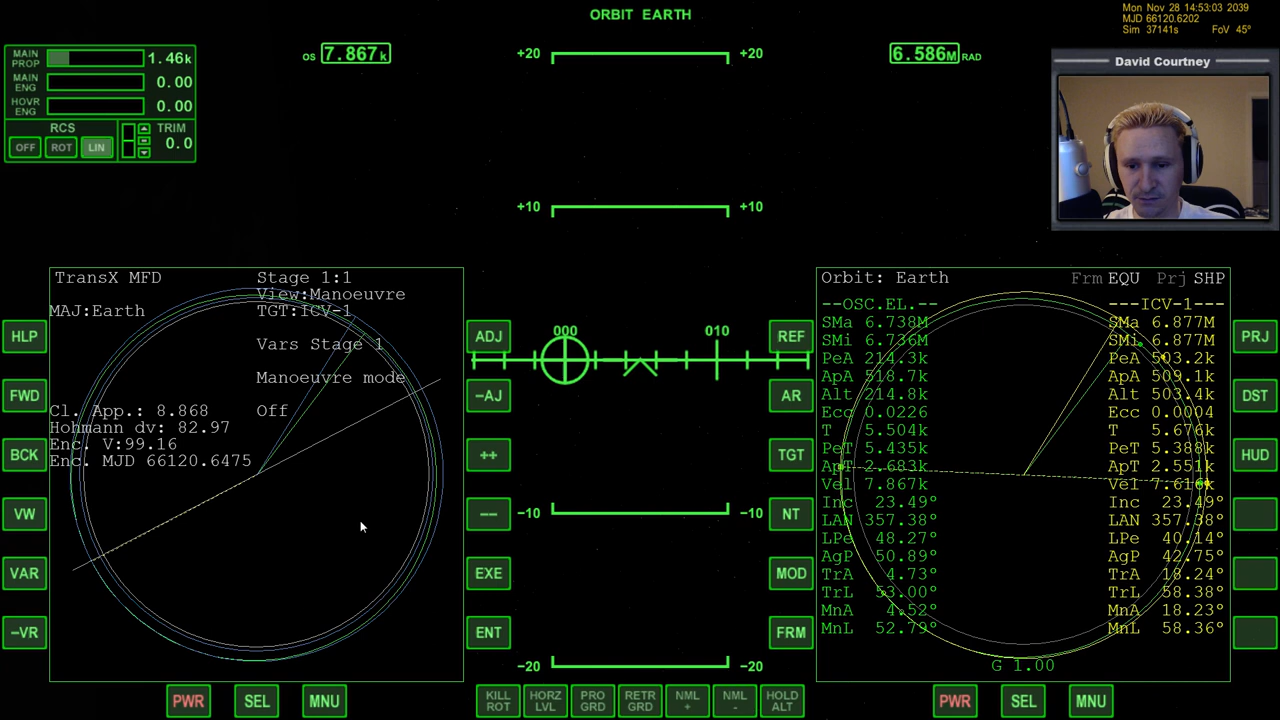 ORBIT EARTH
Mon Nov 28 14:53:03 2039
MJD 66120.6202
Sim 37141s FoV 45°
MAIN PROP 1.46k
MAIN ENG 0.00
HOVR ENG 0.00
RCS
OFF ROT LIN
TRIM
0.0
OS 7.867k
6.586M RAD
David Courtney
+20 +20
+10 +10
000 010
-10 -10
-20 -20
TransX MFD Stage 1:1
View:Manoeuvre
MAJ:Earth TGT:ICV-1
Vars Stage 1
Manoeuvre mode
Cl. App.: 8.868 Off
Hohmann dv: 82.97
Enc. V:99.16
Enc. MJD 66120.6475
HLP
FWD
BCK
VW
VAR
-VR
ADJ
-AJ
++
--
EXE
ENT
PWR SEL MNU
KILL ROT
HORZ LVL
PRO GRD
RETR GRD
NML +
NML -
HOLD ALT
REF
AR
TGT
NT
MOD
FRM
Orbit: Earth Frm EQU Prj SHP
--OSC.EL.-- ---ICV-1---
SMa 6.738M SMa 6.877M
SMi 6.736M SMi 6.877M
PeA 214.3k PeA 503.2k
ApA 518.7k ApA 509.1k
Alt 214.8k Alt 503.4k
Ecc 0.0226 Ecc 0.0004
T 5.504k T 5.676k
PeT 5.435k PeT 5.388k
ApT 2.683k ApT 2.551k
Vel 7.867k Vel 7.616k
Inc 23.49° Inc 23.49°
LAN 357.38° LAN 357.38°
LPe 48.27° LPe 40.14°
AgP 50.89° AgP 42.75°
TrA 4.73° TrA 18.24°
TrL 53.00° TrL 58.38°
MnA 4.52° MnA 18.23°
MnL 52.79° MnL 58.36°
G 1.00
PRJ
DST
HUD
PWR SEL MNU